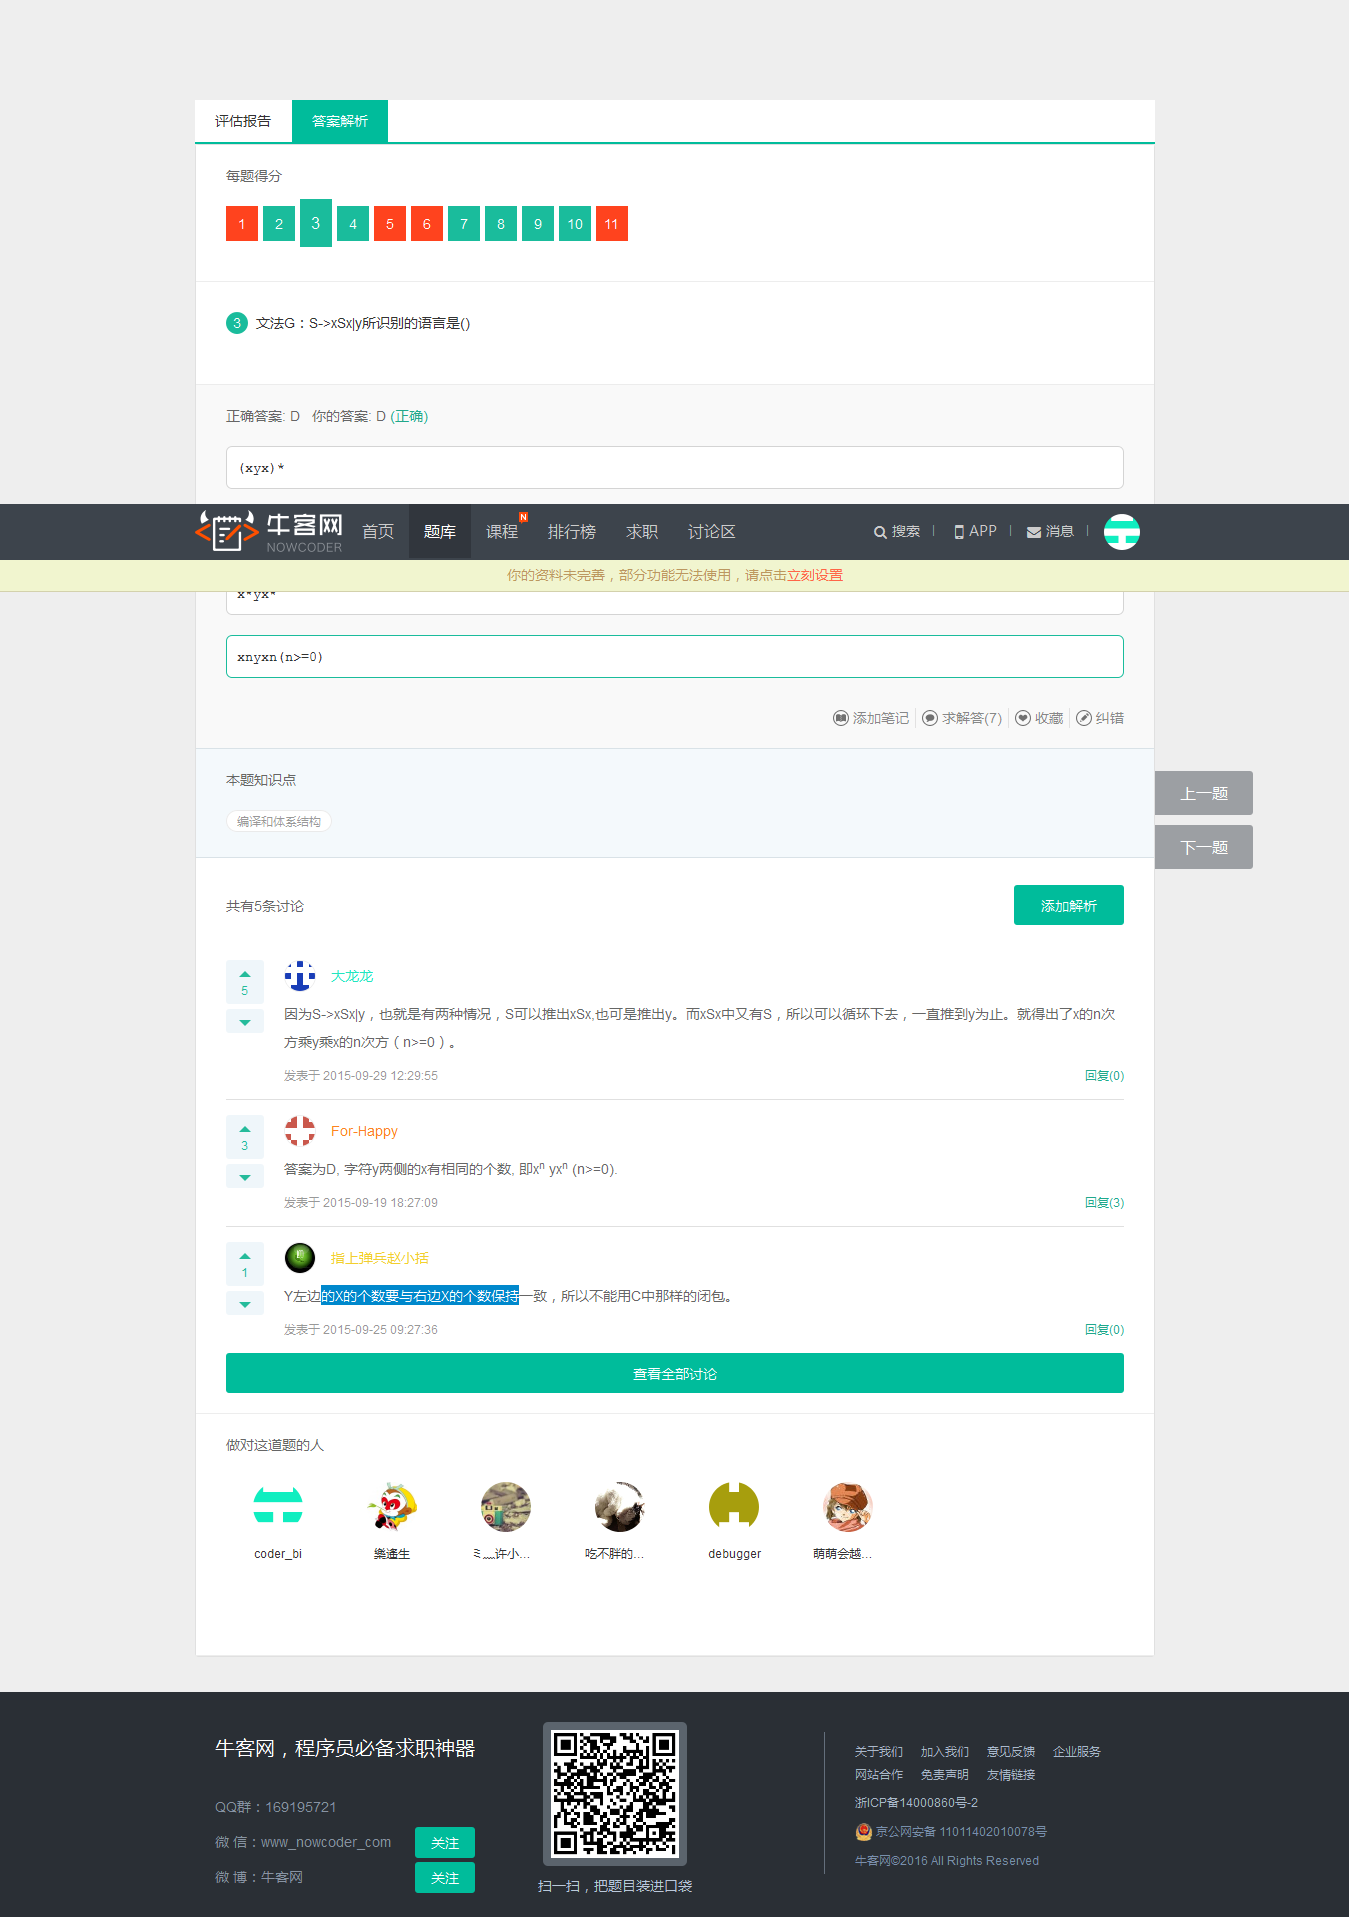 评估报告 答案解析
每题得分
1 2 3 4 5 6 7 8 9 10 11
3 文法G：S->xSx|y所识别的语言是()
正确答案: D 你的答案: D (正确)
(xyx)*
牛客网 NOWCODER 首页 题库 课程 N 排行榜 求职 讨论区 搜索 APP 消息
你的资料未完善，部分功能无法使用，请点击立刻设置
x*yx*
xnyxn(n>=0)
添加笔记 求解答(7) 收藏 纠错
本题知识点
上一题
编译和体系结构
下一题
共有5条讨论 添加解析
5 大龙龙
因为S->xSx|y，也就是有两种情况，S可以推出xSx,也可是推出y。而xSx中又有S，所以可以循环下去，一直推到y为止。就得出了x的n次
方乘y乘x的n次方（n>=0）。
发表于 2015-09-29 12:29:55 回复(0)
3 For-Happy
答案为D, 字符y两侧的x有相同的个数, 即xⁿ yxⁿ (n>=0).
发表于 2015-09-19 18:27:09 回复(3)
1 指上弹兵赵小括
Y左边的X的个数要与右边X的个数保持一致，所以不能用C中那样的闭包。
发表于 2015-09-25 09:27:36 回复(0)
查看全部讨论
做对这道题的人
coder_bi 樂遙生 ミ灬许小... 吃不胖的... debugger 萌萌会越...
牛客网，程序员必备求职神器
QQ群：169195721
微 信：www_nowcoder_com 关注
微 博：牛客网 关注
扫一扫，把题目装进口袋
关于我们 加入我们 意见反馈 企业服务
网站合作 免责声明 友情链接
浙ICP备14000860号-2
京公网安备 11011402010078号
牛客网©2016 All Rights Reserved